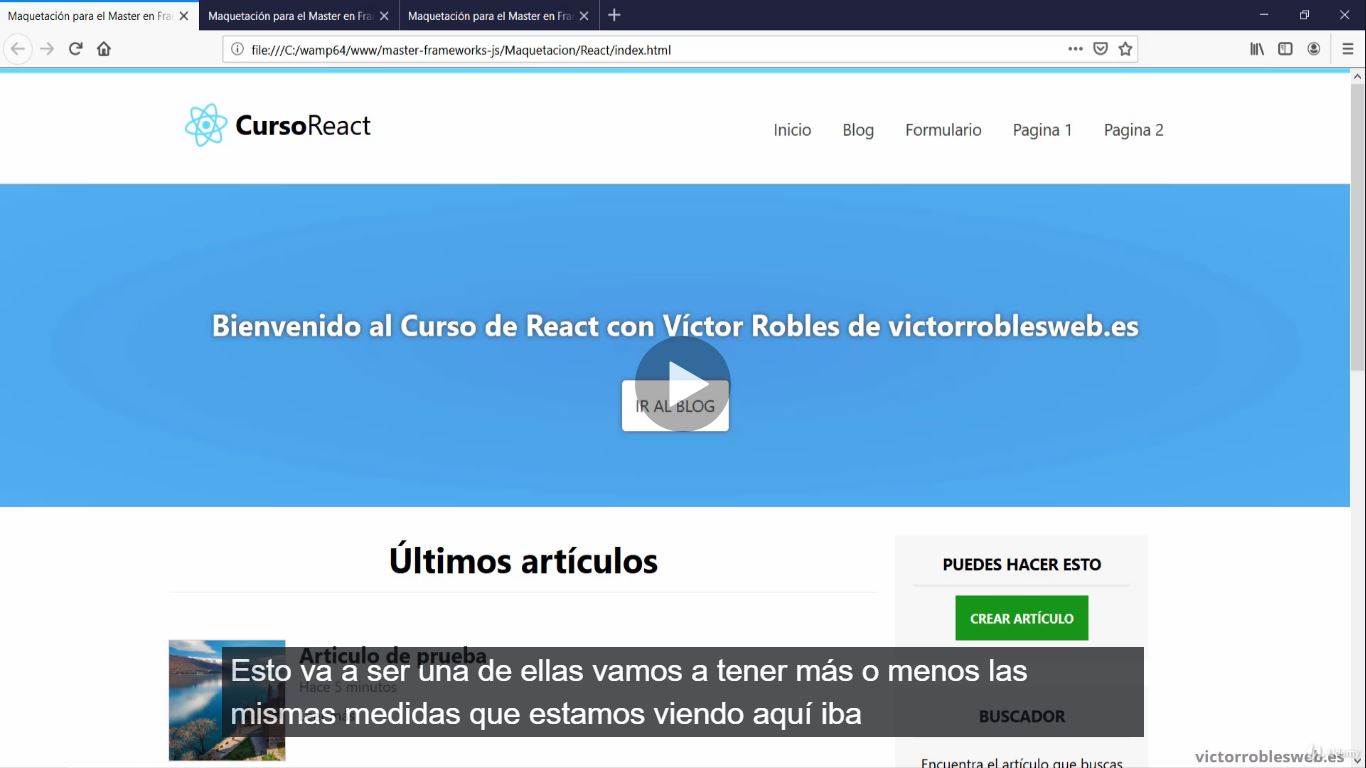 Maquetación para el Master en Fra
Maquetación para el Master en Fra
Maquetación para el Master en Fra
file:///C:/wamp64/www/master-frameworks-js/Maquetacion/React/index.html
CursoReact
Inicio
Blog
Formulario
Pagina 1
Pagina 2
Bienvenido al Curso de React con Víctor Robles de victorroblesweb.es
IR AL BLOG
Últimos artículos
PUEDES HACER ESTO
CREAR ARTÍCULO
Articulo de prueba
Hace 5 minutos
Esto va a ser una de ellas vamos a tener más o menos las
mismas medidas que estamos viendo aquí iba
BUSCADOR
Encuentra el artículo que buscas
victorroblesweb.es